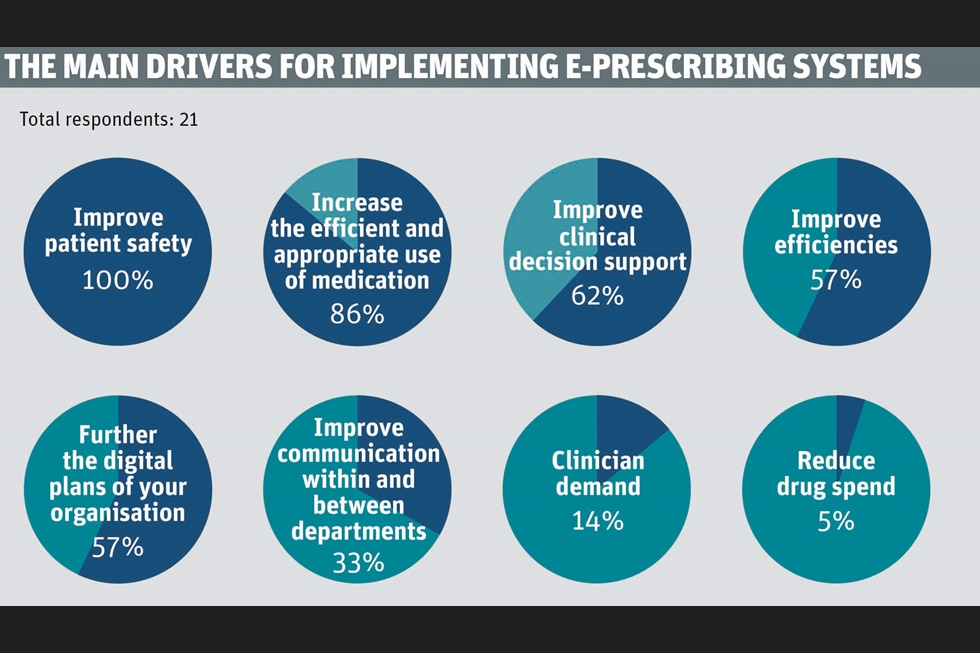 THE MAIN DRIVERS FOR IMPLEMENTING E-PRESCRIBING SYSTEMS
Total respondents: 21
Improve
patient safety
100%
Increase
the efficient and
appropriate use
of medication
86%
Improve
clinical
decision support
62%
Improve
efficiencies
57%
Further
the digital
plans of your
organisation
57%
Improve
communication
within and
between
departments
33%
Clinician
demand
14%
Reduce
drug spend
5%